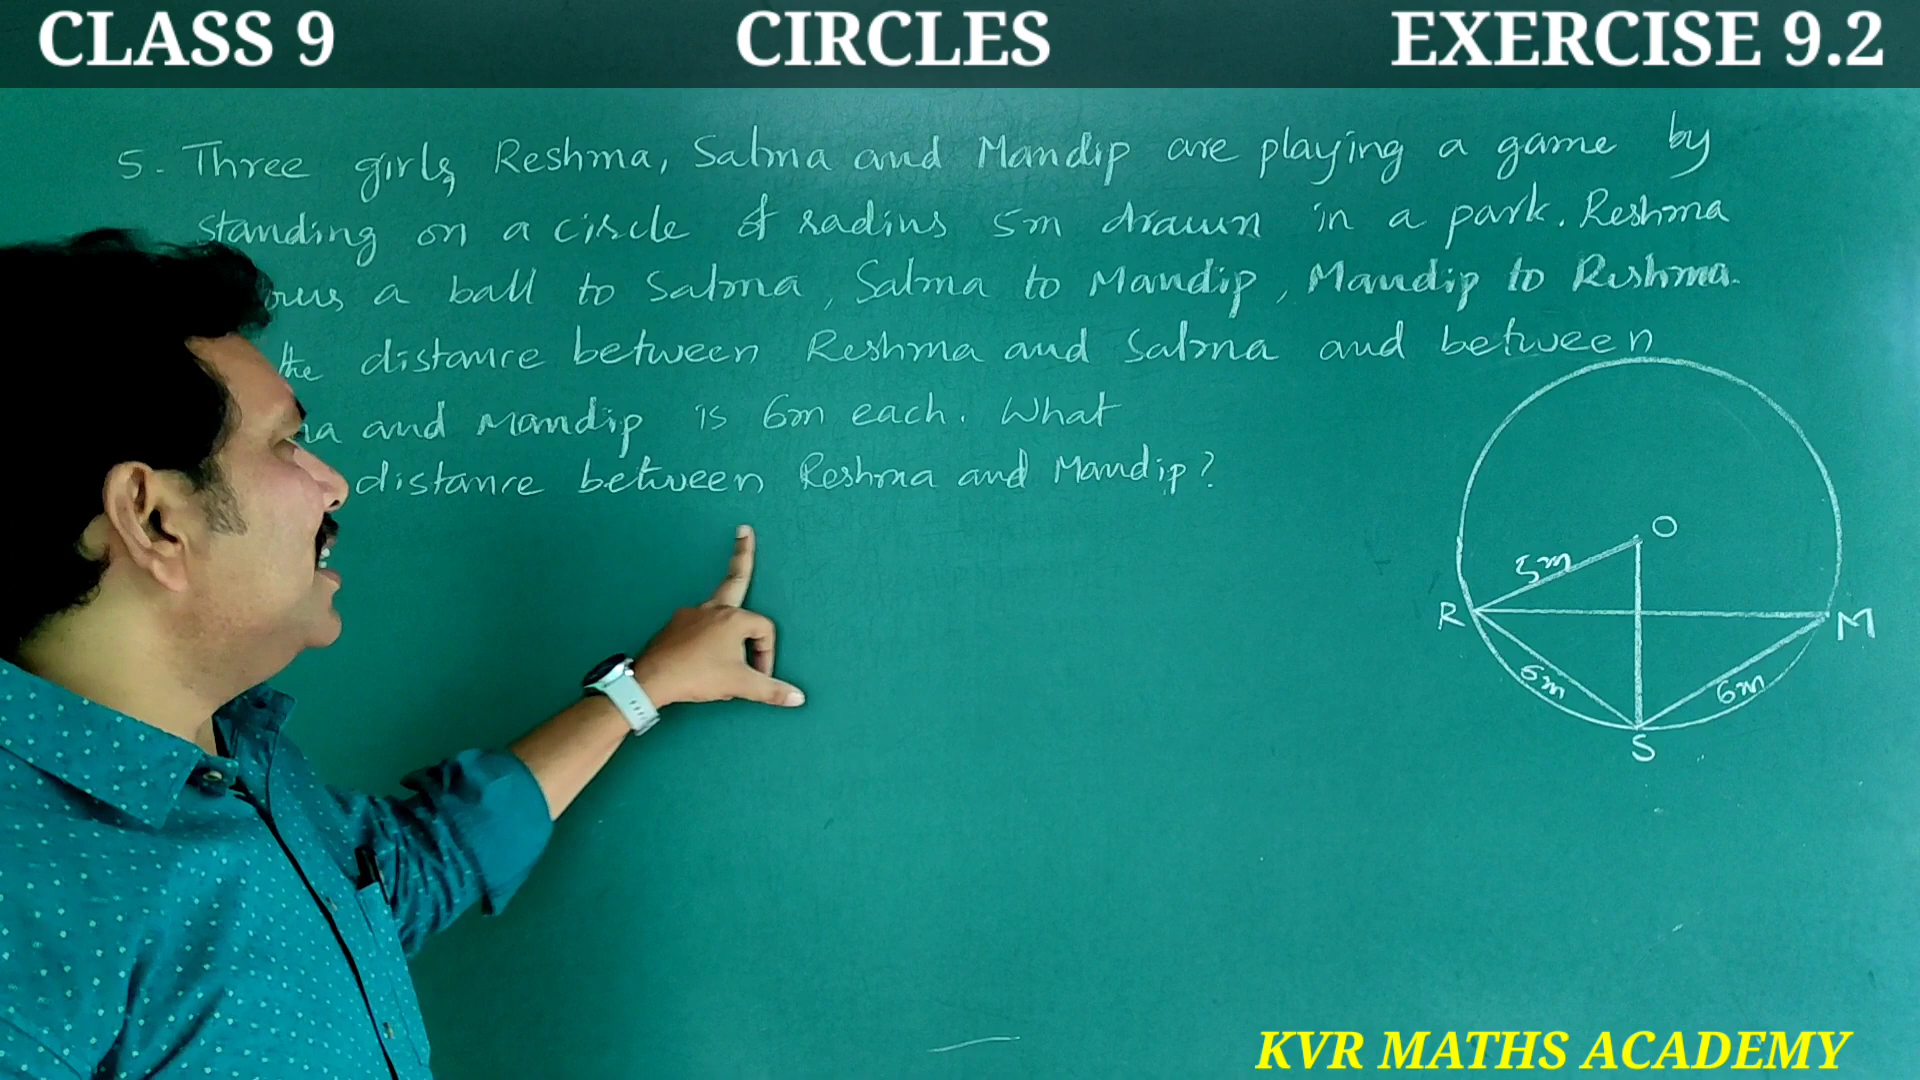 CLASS 9 CIRCLES EXERCISE 9.2
5. Three girls, Reshma, Salma and Mandip are playing a game by
standing on a circle of radius 5m drawn in a park. Reshma
a ball to Salma, Salma to Mandip, Mandip to Reshma.
the distance between Reshma and Salma and between
and Mandip is 6m each. What
distance between Reshma and Mandip?
O
5m
R
M
6m
6m
S
KVR MATHS ACADEMY